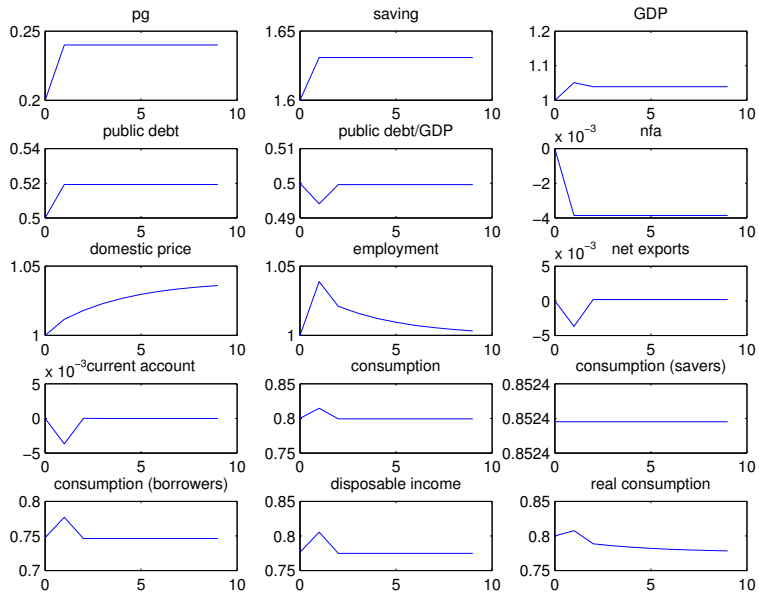 pg saving GDP
0.25 1.65 1.2
1.1
0.2 1.6 1
0 5 10 0 5 10 0 5 10
public debt public debt/GDP x 10⁻³ nfa
0.54 0.51 0
0.52 0.5 −2
0.5 0.49 −4
0 5 10 0 5 10 0 5 10
domestic price employment x 10⁻³ net exports
1.05 1.05 5
0
1 1 −5
0 5 10 0 5 10 0 5 10
x 10⁻³ current account consumption consumption (savers)
5 0.85 0.8524
0 0.8 0.8524
−5 0.75 0.8524
0 5 10 0 5 10 0 5 10
consumption (borrowers) disposable income real consumption
0.8 0.85 0.85
0.75 0.8 0.8
0.7 0.75 0.75
0 5 10 0 5 10 0 5 10